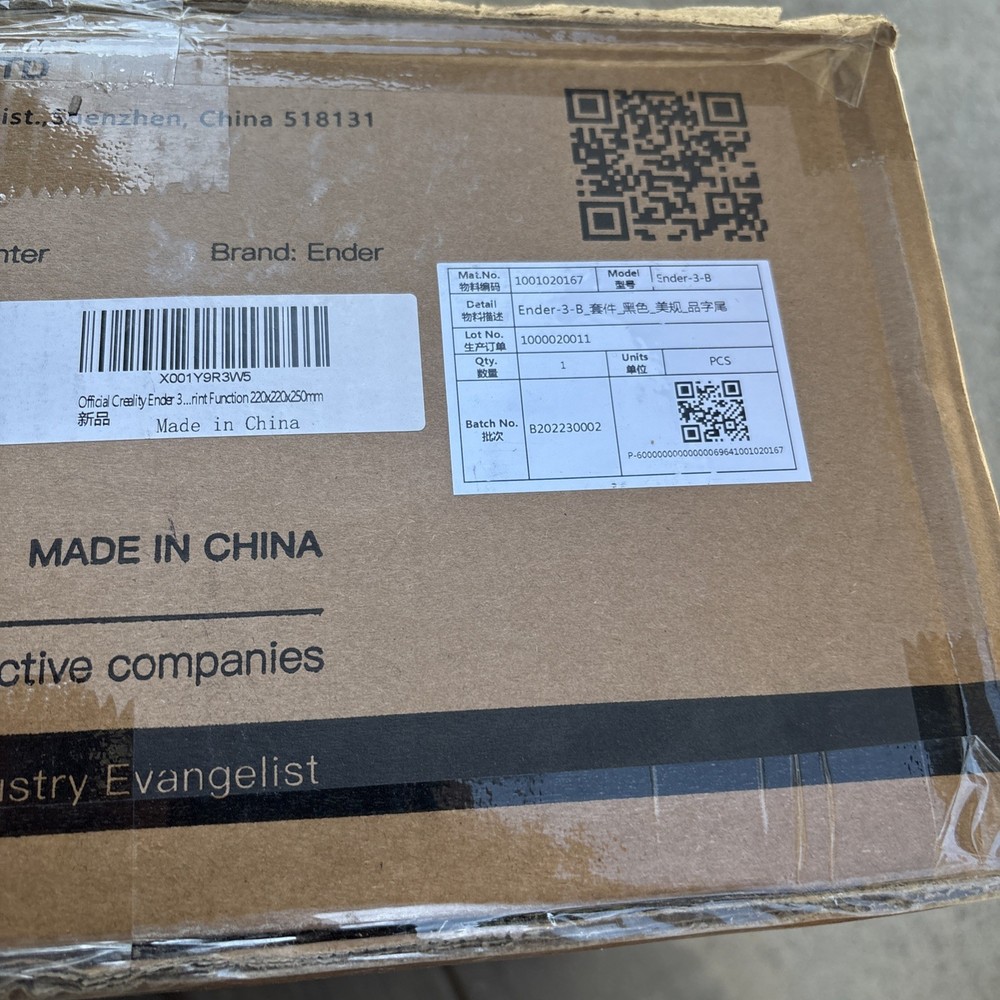 TD
ist.,Shenzhen, China 518131
nter
Brand: Ender
X001Y9R3W5
Official Creality Ender 3...rint Function 220x220x250mm
新品
Made in China
Mat.No. 物料编码 1001020167 Model 型号 Ender-3-B
Detail 物料描述 Ender-3-B_套件_黑色_美规_品字尾
Lot No. 生产订单 1000020011
Qty. 数量 1 Units 单位 PCS
Batch No. 批次 B202230002
P-6000000000000069641001020167
MADE IN CHINA
ctive companies
ustry Evangelist